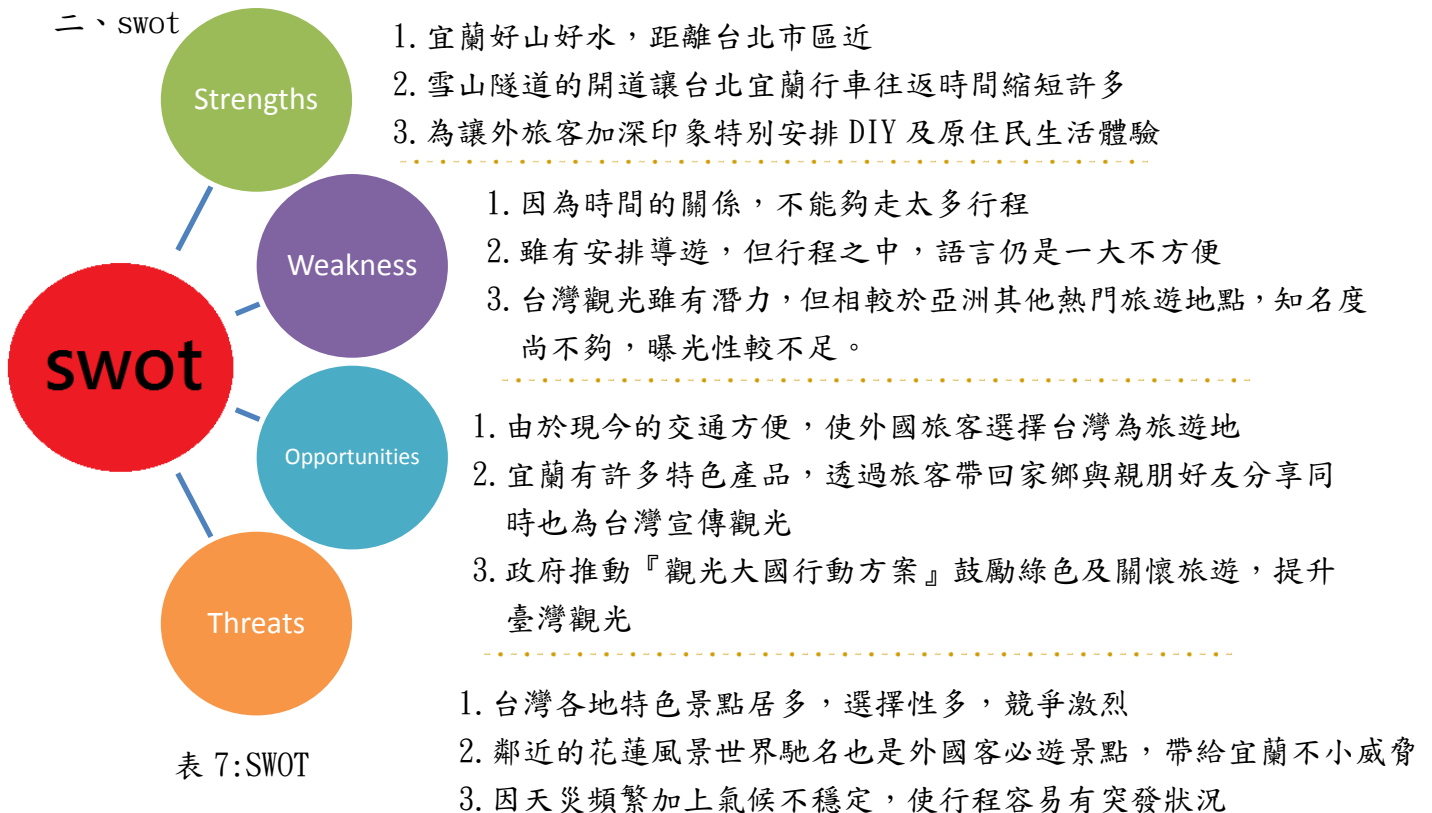 二、swot
Strengths
1.宜蘭好山好水，距離台北市區近
2.雪山隧道的開道讓台北宜蘭行車往返時間縮短許多
3.為讓外旅客加深印象特別安排 DIY 及原住民生活體驗
Weakness
1.因為時間的關係，不能夠走太多行程
2.雖有安排導遊，但行程之中，語言仍是一大不方便
3.台灣觀光雖有潛力，但相較於亞洲其他熱門旅遊地點，知名度
尚不夠，曝光性較不足。
swot
Opportunities
1.由於現今的交通方便，使外國旅客選擇台灣為旅遊地
2.宜蘭有許多特色產品，透過旅客帶回家鄉與親朋好友分享同
時也為台灣宣傳觀光
3.政府推動『觀光大國行動方案』鼓勵綠色及關懷旅遊，提升
臺灣觀光
Threats
1.台灣各地特色景點居多，選擇性多，競爭激烈
2.鄰近的花蓮風景世界馳名也是外國客必遊景點，帶給宜蘭不小威脅
3.因天災頻繁加上氣候不穩定，使行程容易有突發狀況
表 7:SWOT